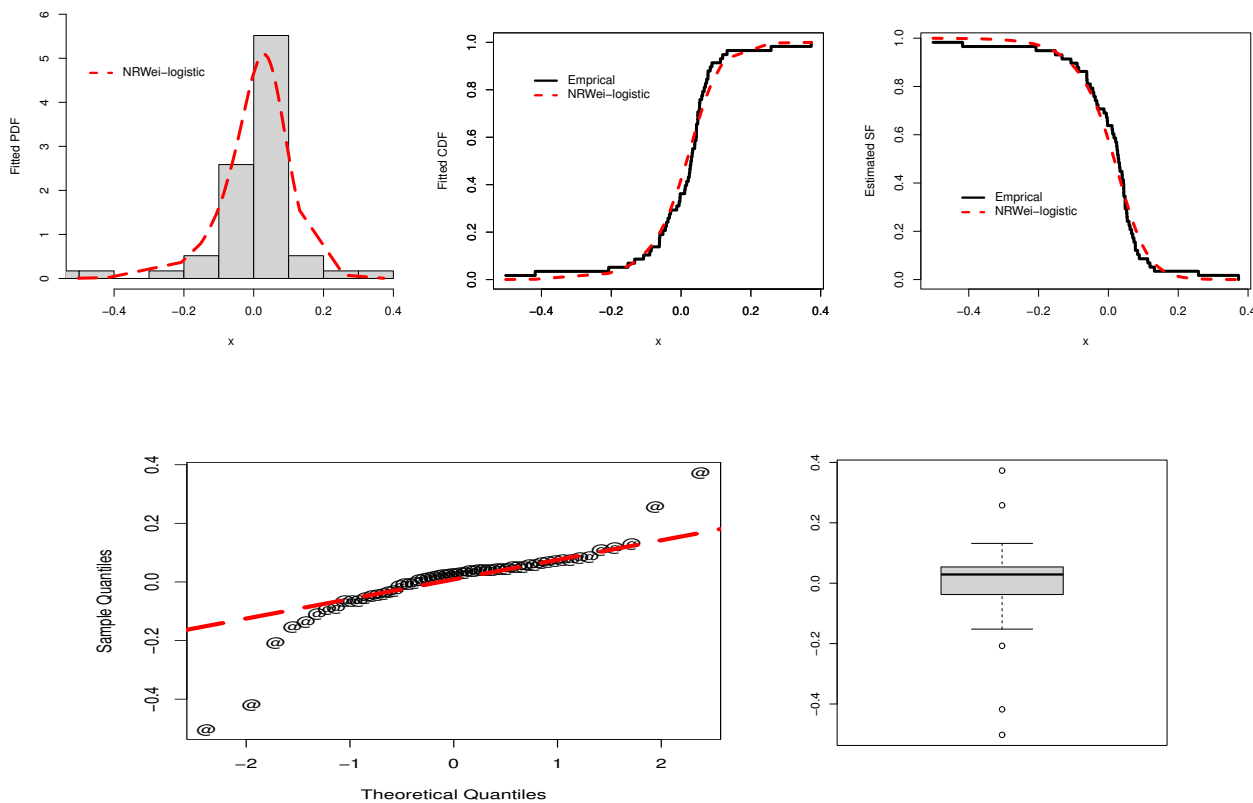 Fitted PDF
6
5
4
3
2
1
0
NRWei−logistic
−0.4 −0.2 0.0 0.2 0.4
x
Fitted CDF
1.0
0.8
0.6
0.4
0.2
0.0
Emprical
NRWei−logistic
−0.4 −0.2 0.0 0.2 0.4
x
Estimated SF
1.0
0.8
0.6
0.4
0.2
0.0
Emprical
NRWei−logistic
−0.4 −0.2 0.0 0.2 0.4
x
Sample Quantiles
0.4
0.2
0.0
−0.2
−0.4
−2 −1 0 1 2
Theoretical Quantiles
0.4
0.2
0.0
−0.2
−0.4